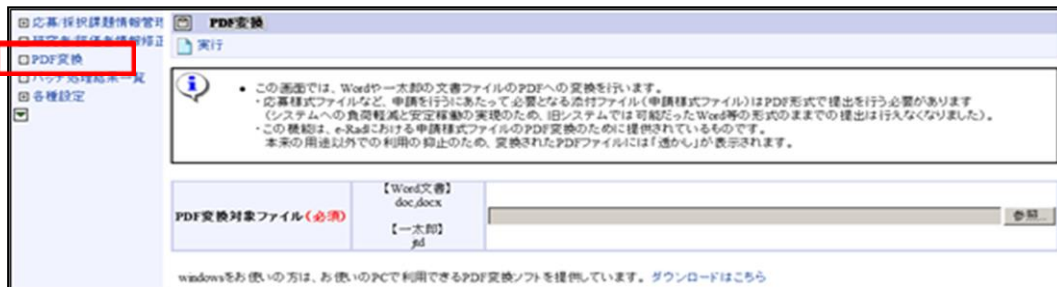 応募/採択課題情報管理
PDF変換
各種設定
PDF変換
実行
・この画面では、Wordや一太郎の文書ファイルのPDFへの変換を行います。
・応募様式ファイルなど、申請を行うにあたって必要となる添付ファイル(申請様式ファイル)はPDF形式で提出を行う必要があります
(システムへの負荷軽減と安定稼動の実現のため、旧システムでは可能だったWord等の形式のままでの提出は行えなくなりました)。
・この機能は、e-Radにおける申請様式ファイルのPDF変換のために提供されているものです。
本来の用途以外での利用の抑止のため、変換されたPDFファイルには「透かし」が表示されます。
PDF変換対象ファイル(必須)
【Word文書】
doc,docx
【一太郎】
jtd
参照...
windowsをお使いの方は、お使いのPCで利用できるPDF変換ソフトを提供しています。ダウンロードはこちら